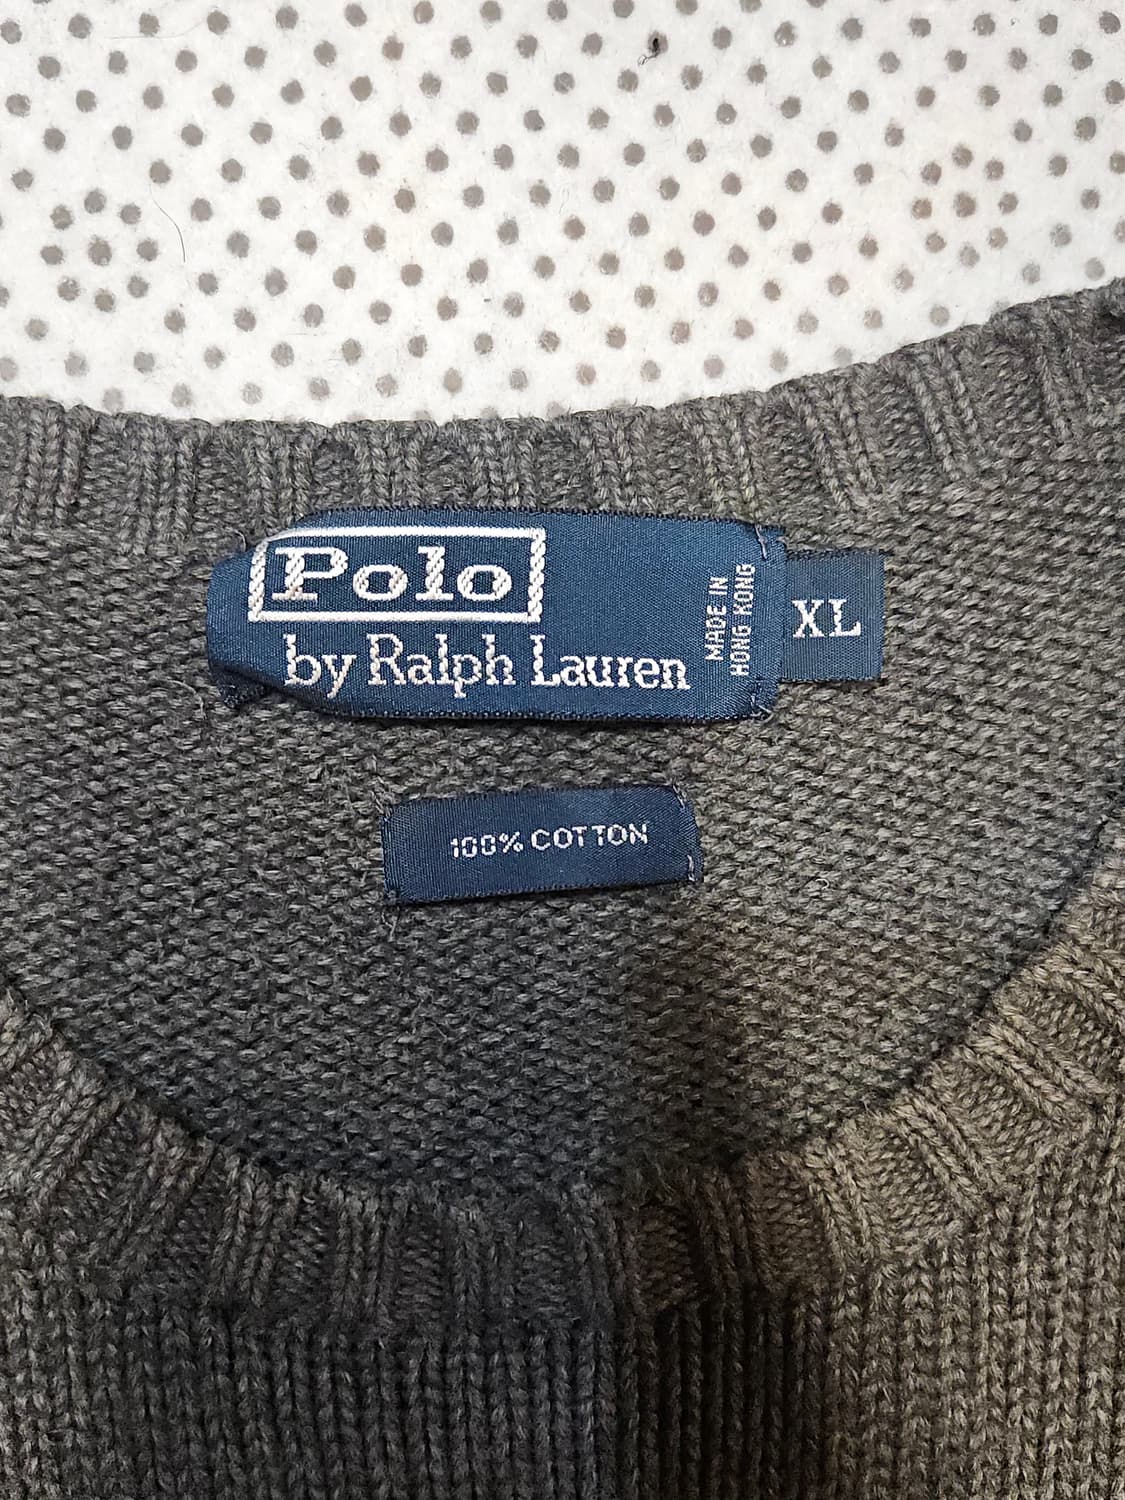 Polo
by Ralph Lauren
MADE IN
HONG KONG
XL
100% COTTON